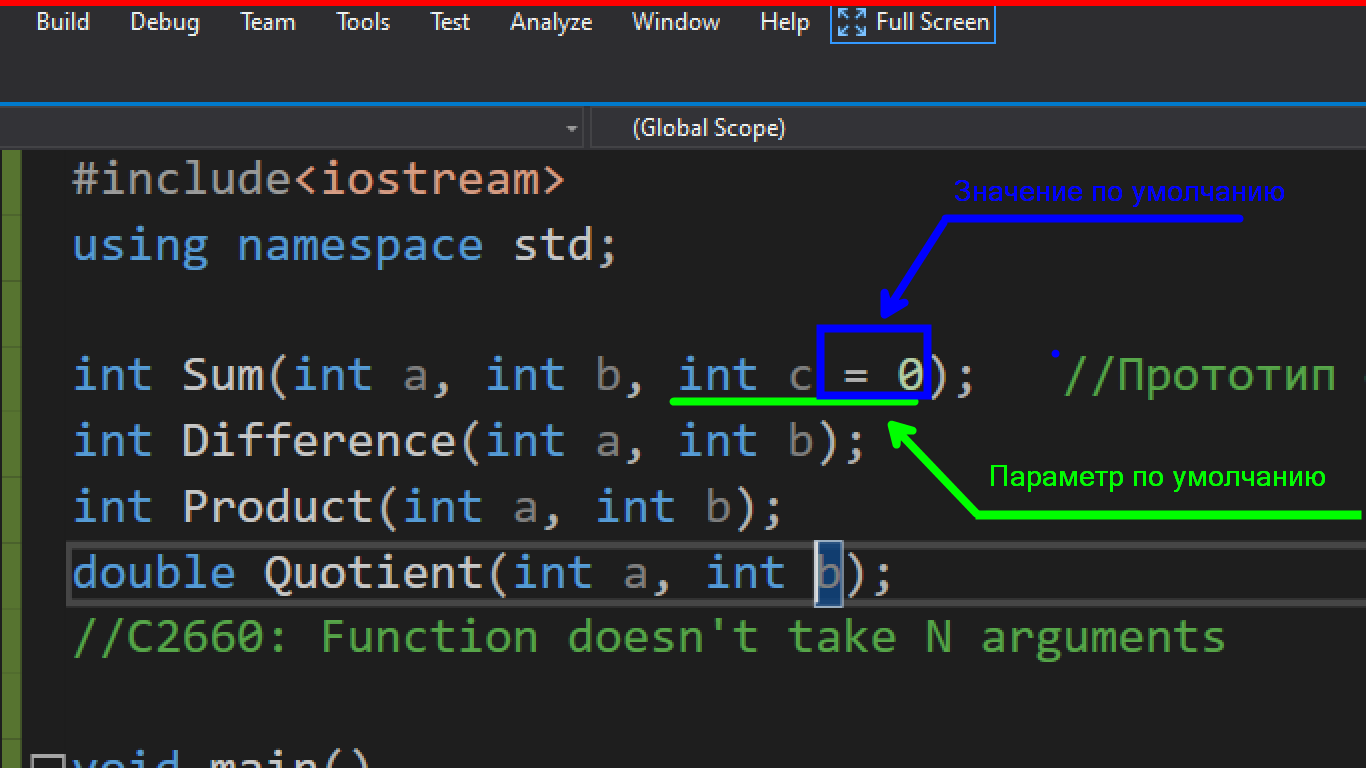 Build Debug Team Tools Test Analyze Window Help Full Screen
(Global Scope)
#include<iostream>
Значение по умолчанию
using namespace std;
int Sum(int a, int b, int c = 0); //Прототип
int Difference(int a, int b);
Параметр по умолчанию
int Product(int a, int b);
double Quotient(int a, int b);
//C2660: Function doesn't take N arguments
void main()